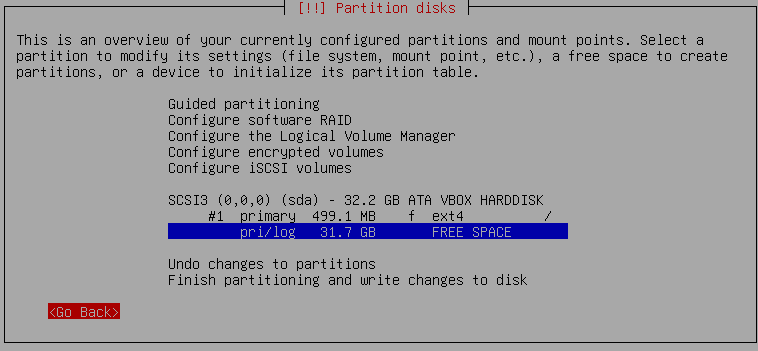 [!!] Partition disks
This is an overview of your currently configured partitions and mount points. Select a
partition to modify its settings (file system, mount point, etc.), a free space to create
partitions, or a device to initialize its partition table.
Guided partitioning
Configure software RAID
Configure the Logical Volume Manager
Configure encrypted volumes
Configure iSCSI volumes
SCSI3 (0,0,0) (sda) - 32.2 GB ATA VBOX HARDDISK
#1 primary 499.1 MB f ext4 /
pri/log 31.7 GB FREE SPACE
Undo changes to partitions
Finish partitioning and write changes to disk
<Go Back>